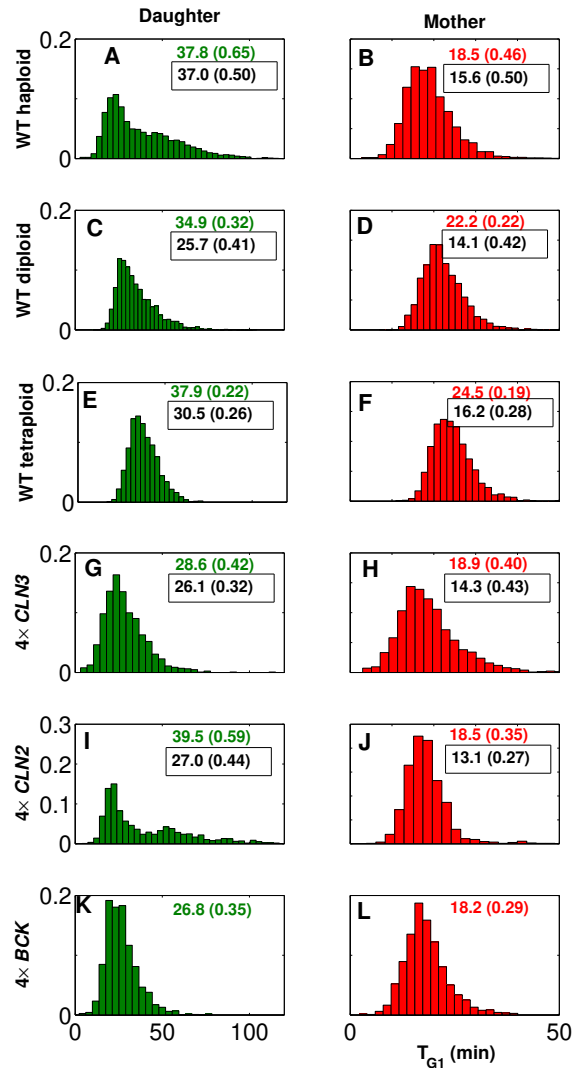 Daughter
Mother
WT haploid
0.2
0
A
37.8 (0.65)
37.0 (0.50)
B
18.5 (0.46)
15.6 (0.50)
WT diploid
0.2
0
C
34.9 (0.32)
25.7 (0.41)
D
22.2 (0.22)
14.1 (0.42)
WT tetraploid
0.2
0
E
37.9 (0.22)
30.5 (0.26)
F
24.5 (0.19)
16.2 (0.28)
4× CLN3
0.2
0
G
28.6 (0.42)
26.1 (0.32)
H
18.9 (0.40)
14.3 (0.43)
4× CLN2
0.3
0.2
0.1
0
I
39.5 (0.59)
27.0 (0.44)
J
18.5 (0.35)
13.1 (0.27)
4× BCK
0.2
0
K
26.8 (0.35)
L
18.2 (0.29)
0 50 100
0 50
T_G1 (min)